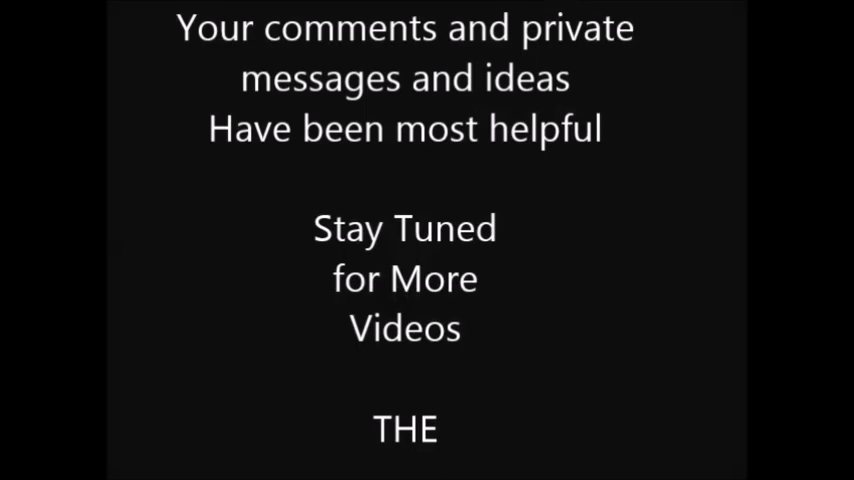 Your comments and private
messages and ideas
Have been most helpful
Stay Tuned
for More
Videos
THE